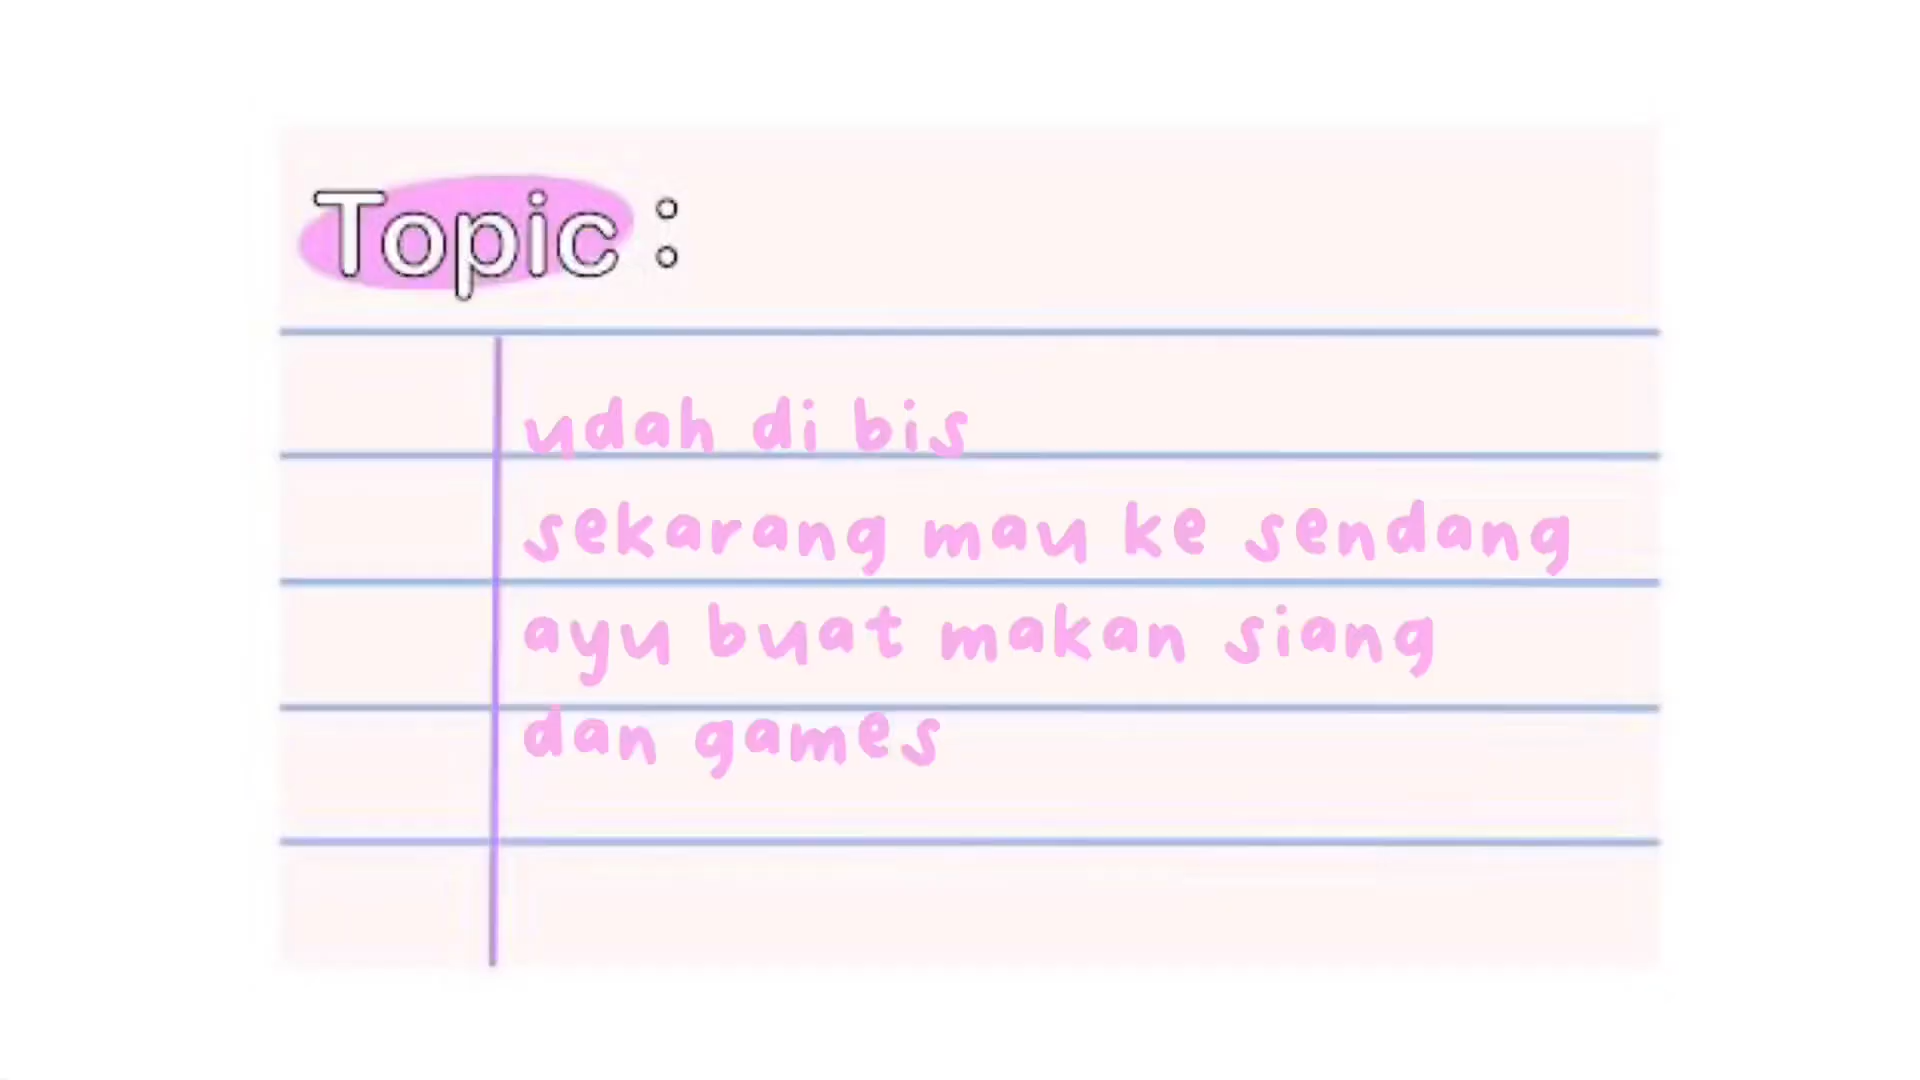 Topic :
udah di bis
sekarang mau ke sendang
ayu buat makan siang
dan games